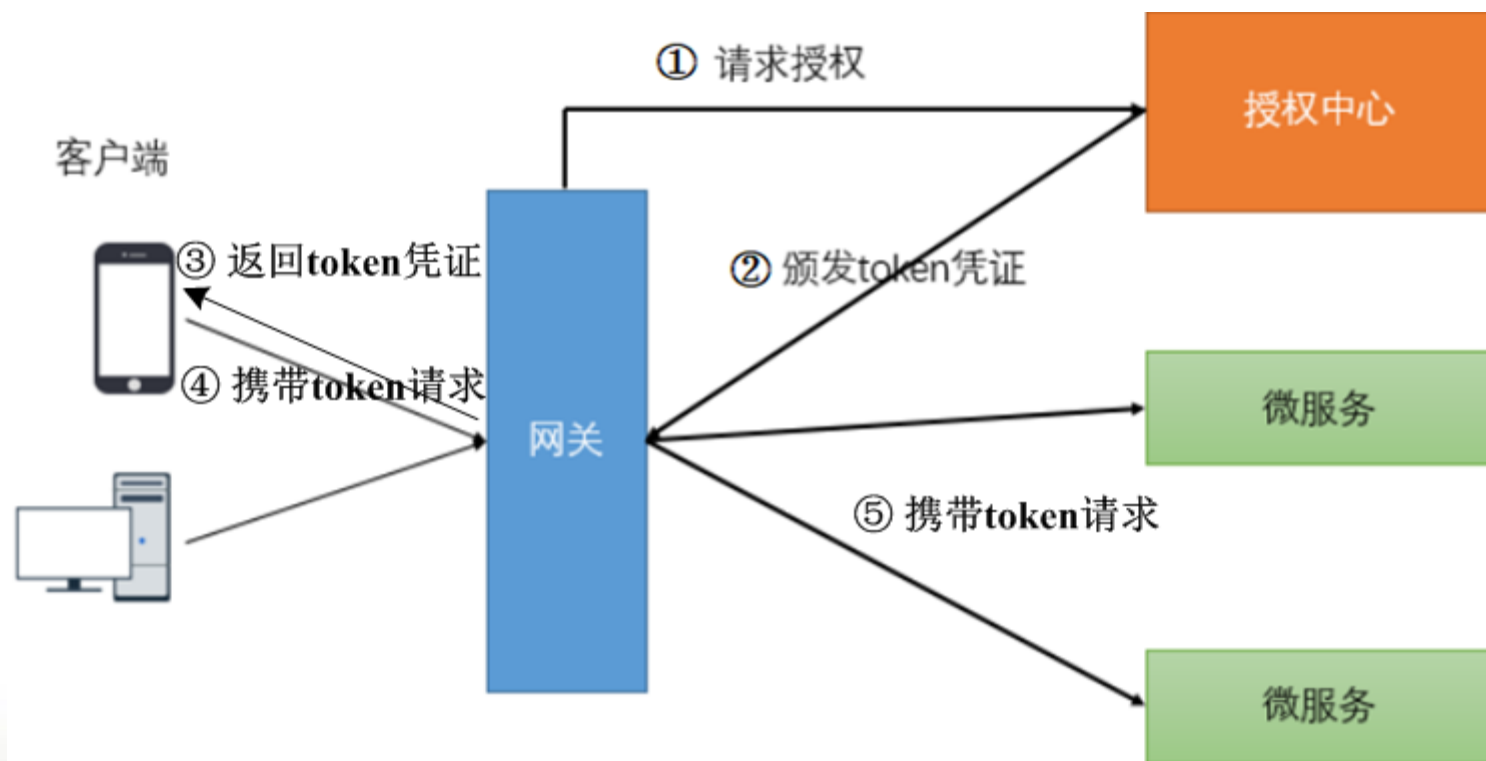 ① 请求授权
授权中心
客户端
③ 返回token凭证
② 颁发token凭证
④ 携带token请求
网关
微服务
⑤ 携带token请求
微服务